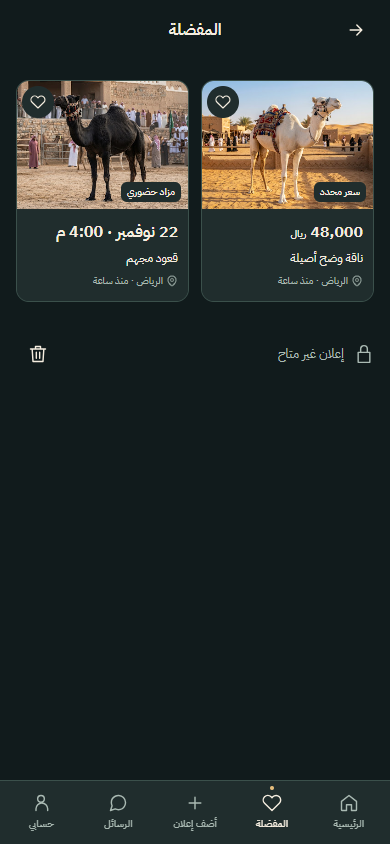 المفضلة
سعر محدد
48,000 ريال
ناقة وضح أصيلة
الرياض · منذ ساعة
مزاد حضوري
22 نوفمبر · 4:00 م
قعود مجهم
الرياض · منذ ساعة
إعلان غير متاح
الرئيسية
المفضلة
أضف إعلان
الرسائل
حسابي